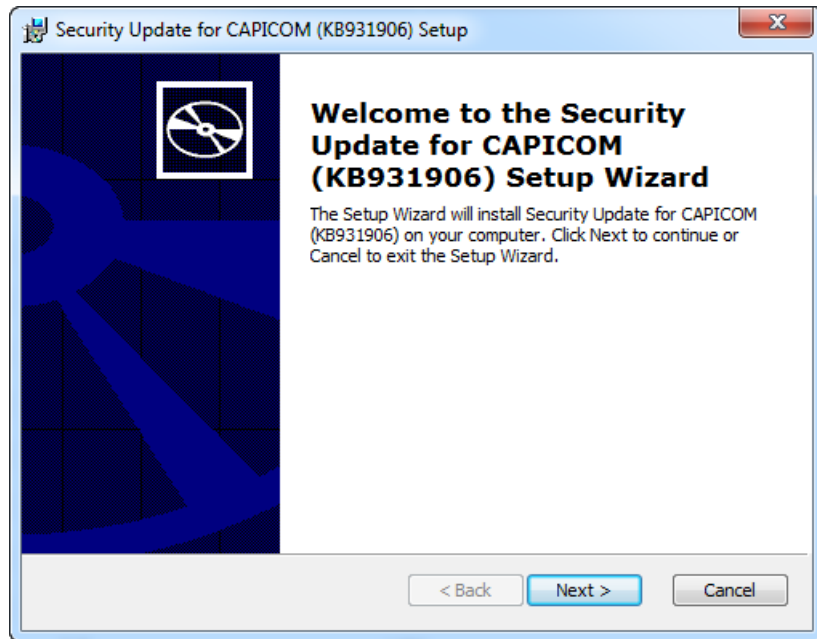 Security Update for CAPICOM (KB931906) Setup
Welcome to the Security
Update for CAPICOM
(KB931906) Setup Wizard
The Setup Wizard will install Security Update for CAPICOM
(KB931906) on your computer. Click Next to continue or
Cancel to exit the Setup Wizard.
< Back
Next >
Cancel